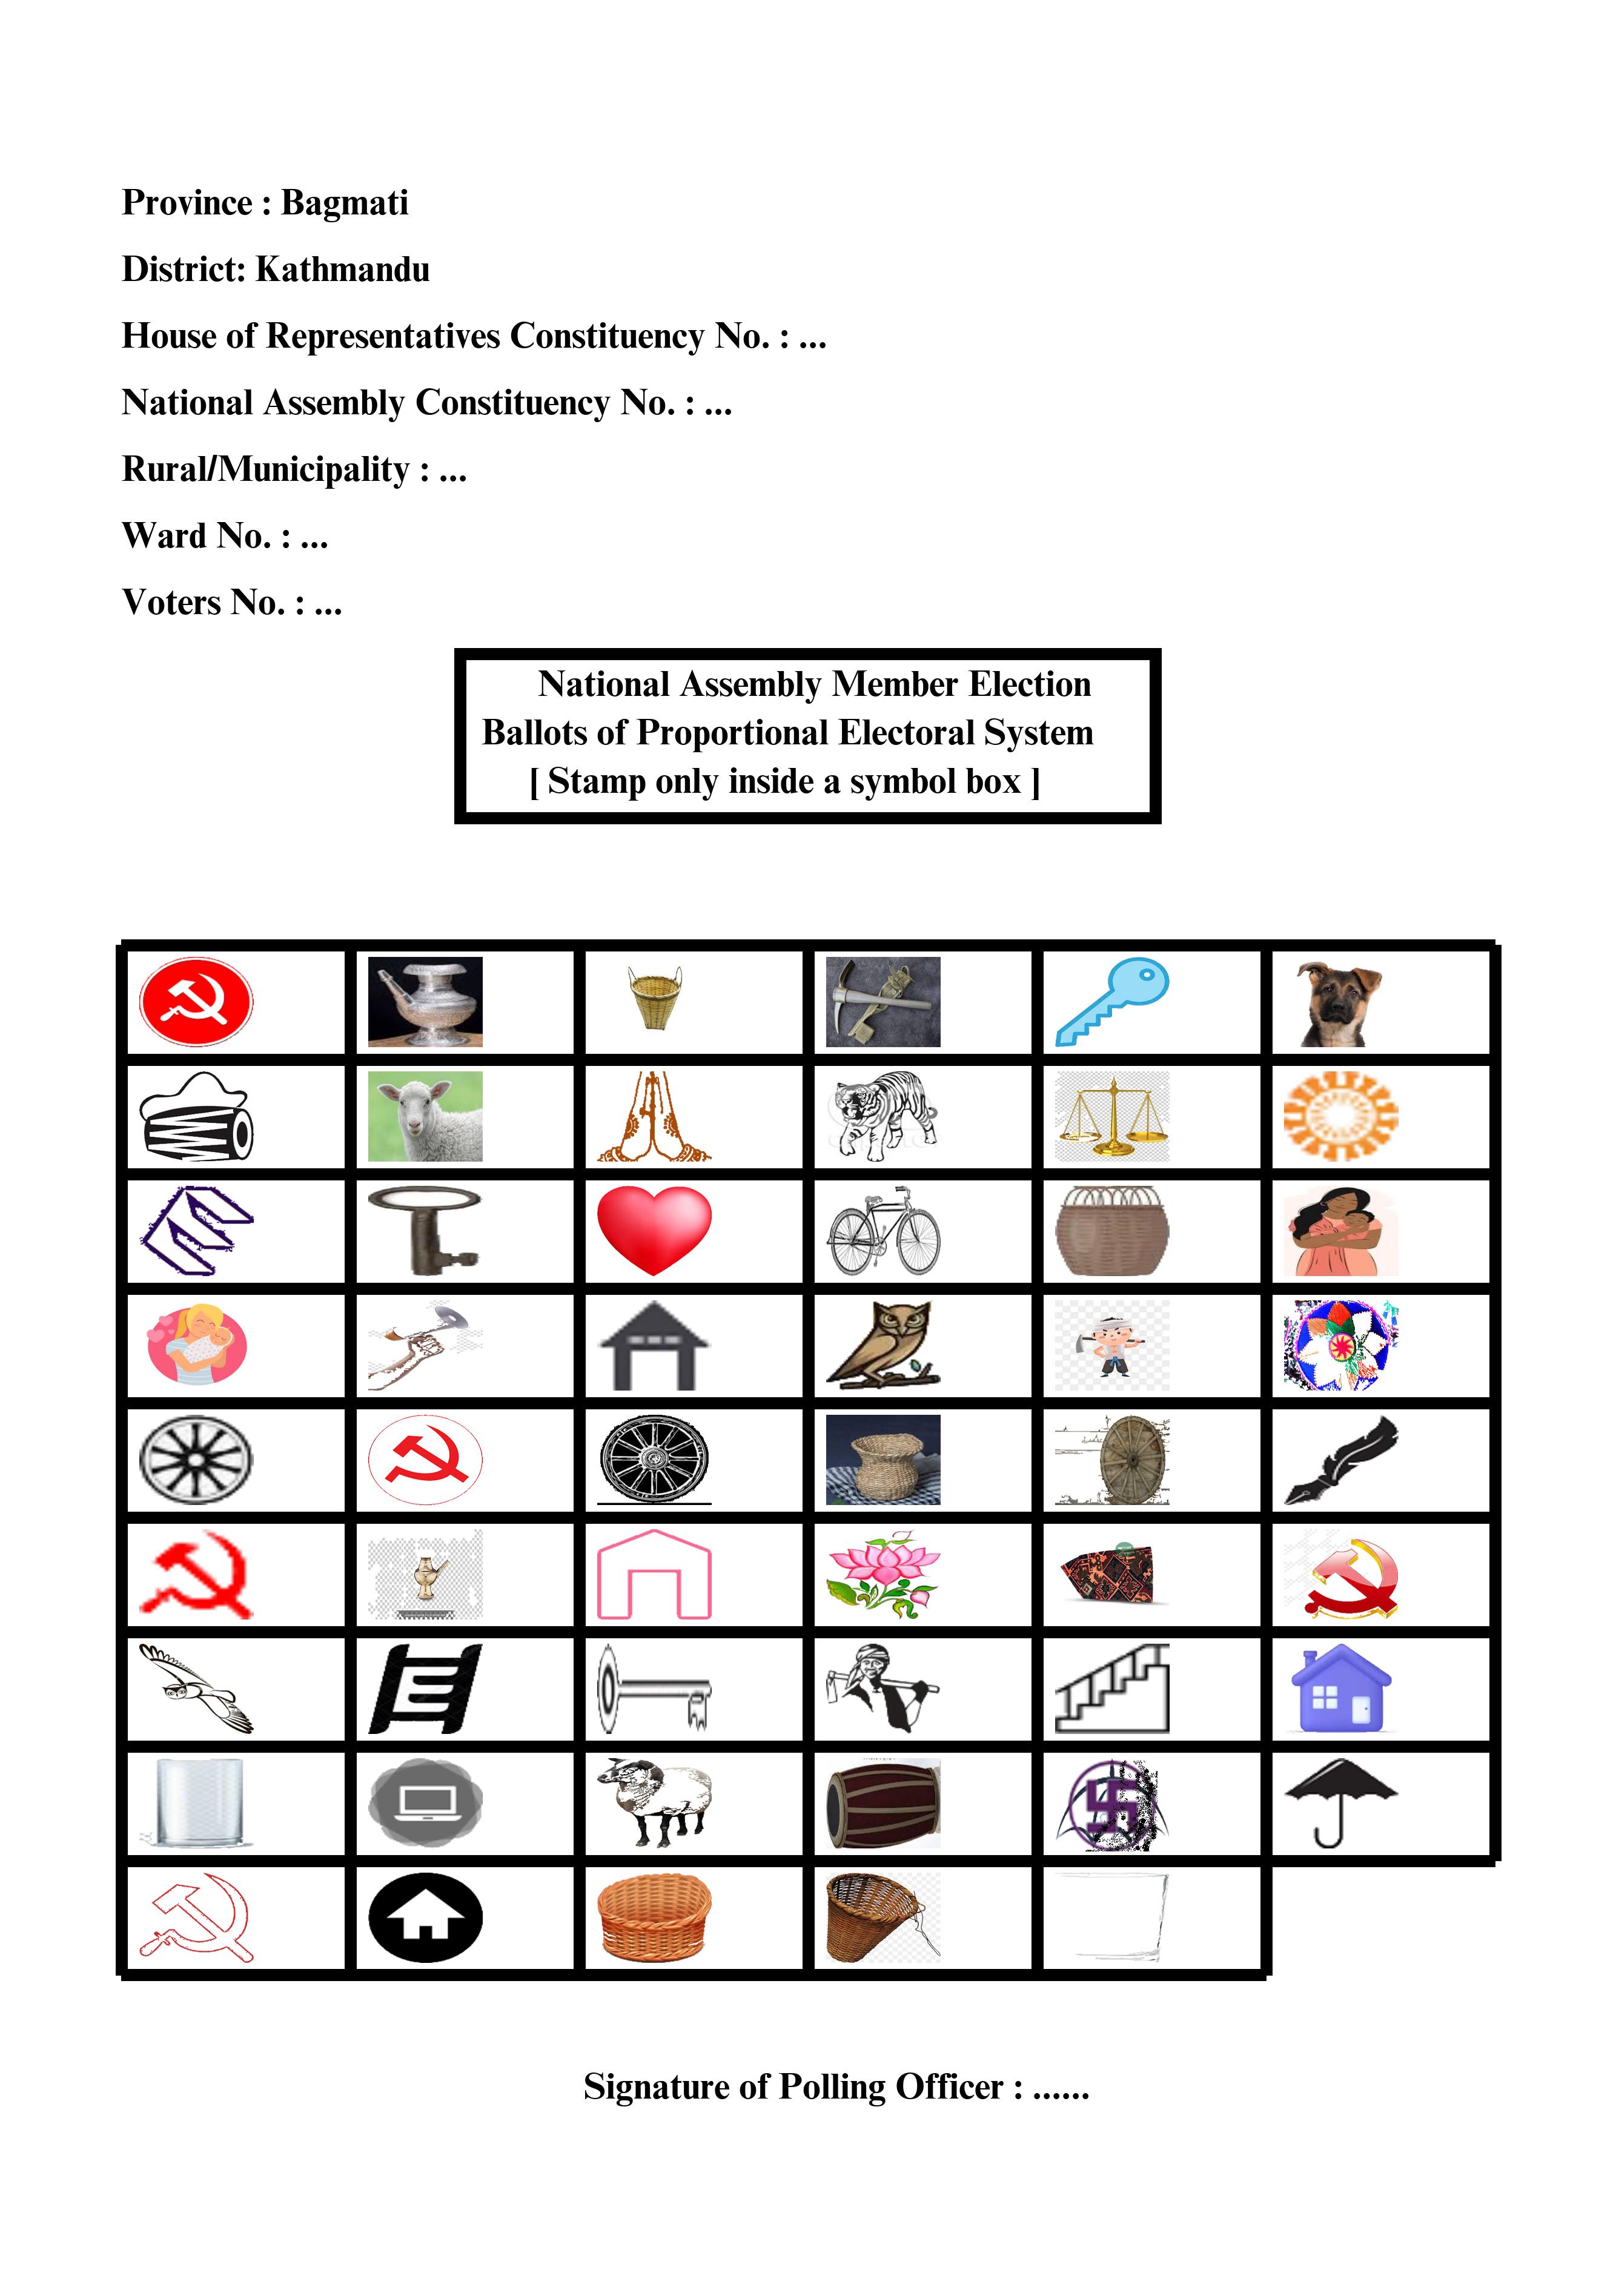 Province : Bagmati
District: Kathmandu
House of Representatives Constituency No. : ...
National Assembly Constituency No. : ...
Rural/Municipality : ...
Ward No. : ...
Voters No. : ...
National Assembly Member Election
Ballots of Proportional Electoral System
[ Stamp only inside a symbol box ]
Signature of Polling Officer : ......